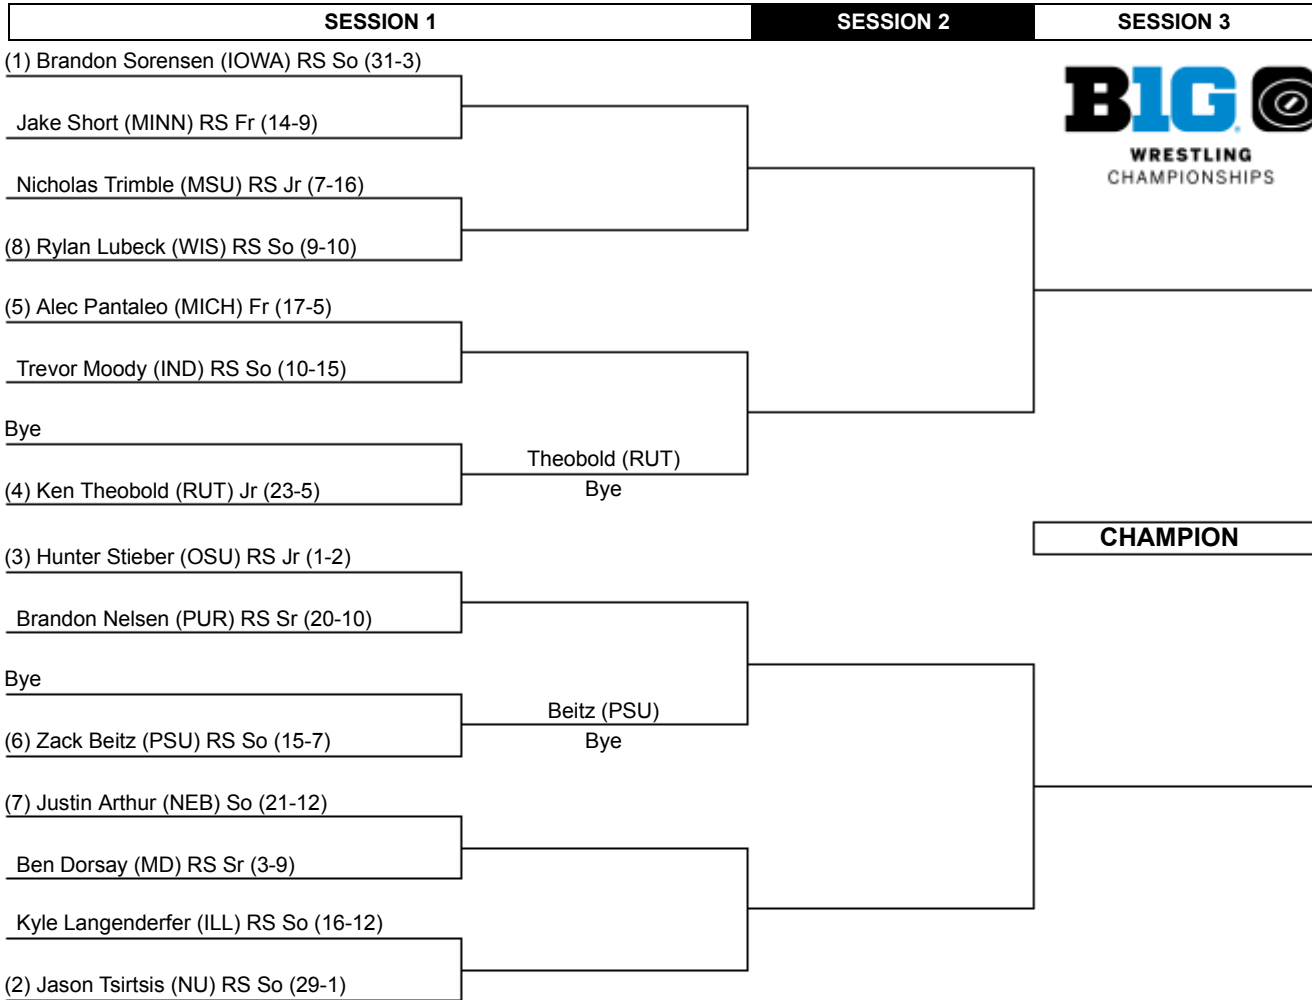 SESSION 1 SESSION 2 SESSION 3
(1) Brandon Sorensen (IOWA) RS So (31-3)
Jake Short (MINN) RS Fr (14-9)
B1G
WRESTLING
CHAMPIONSHIPS
Nicholas Trimble (MSU) RS Jr (7-16)
(8) Rylan Lubeck (WIS) RS So (9-10)
(5) Alec Pantaleo (MICH) Fr (17-5)
Trevor Moody (IND) RS So (10-15)
Bye
Theobold (RUT)
Bye
(4) Ken Theobold (RUT) Jr (23-5)
CHAMPION
(3) Hunter Stieber (OSU) RS Jr (1-2)
Brandon Nelsen (PUR) RS Sr (20-10)
Bye
Beitz (PSU)
Bye
(6) Zack Beitz (PSU) RS So (15-7)
(7) Justin Arthur (NEB) So (21-12)
Ben Dorsay (MD) RS Sr (3-9)
Kyle Langenderfer (ILL) RS So (16-12)
(2) Jason Tsirtsis (NU) RS So (29-1)